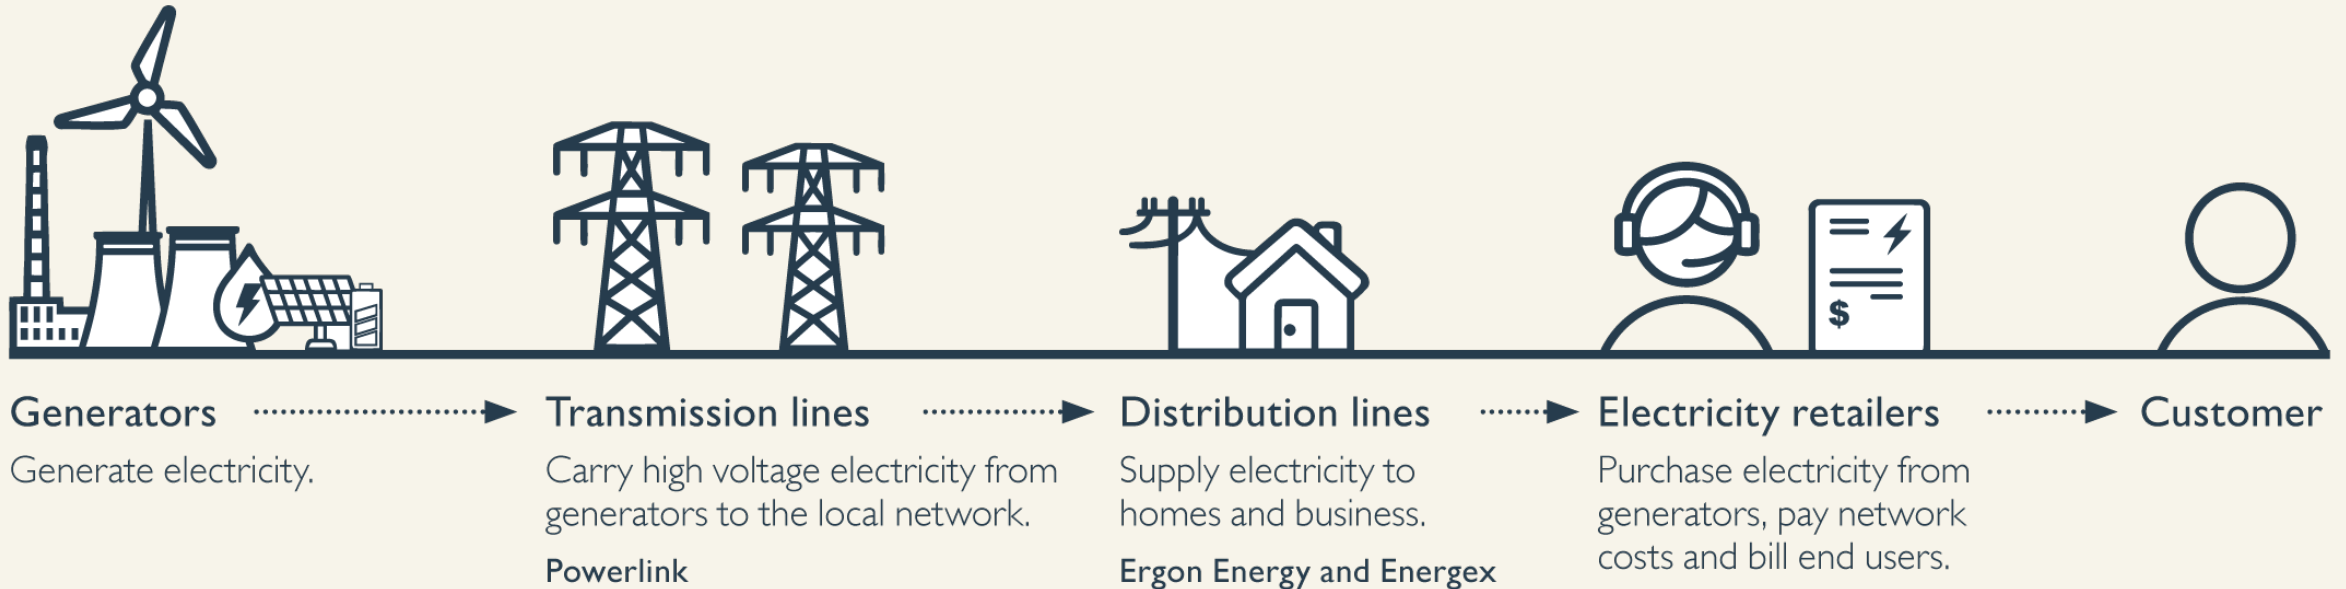 Generators
Generate electricity.
Transmission lines
Carry high voltage electricity from
generators to the local network.
Powerlink
Distribution lines
Supply electricity to
homes and business.
Ergon Energy and Energex
$
Electricity retailers
Purchase electricity from
generators, pay network
costs and bill end users.
Customer